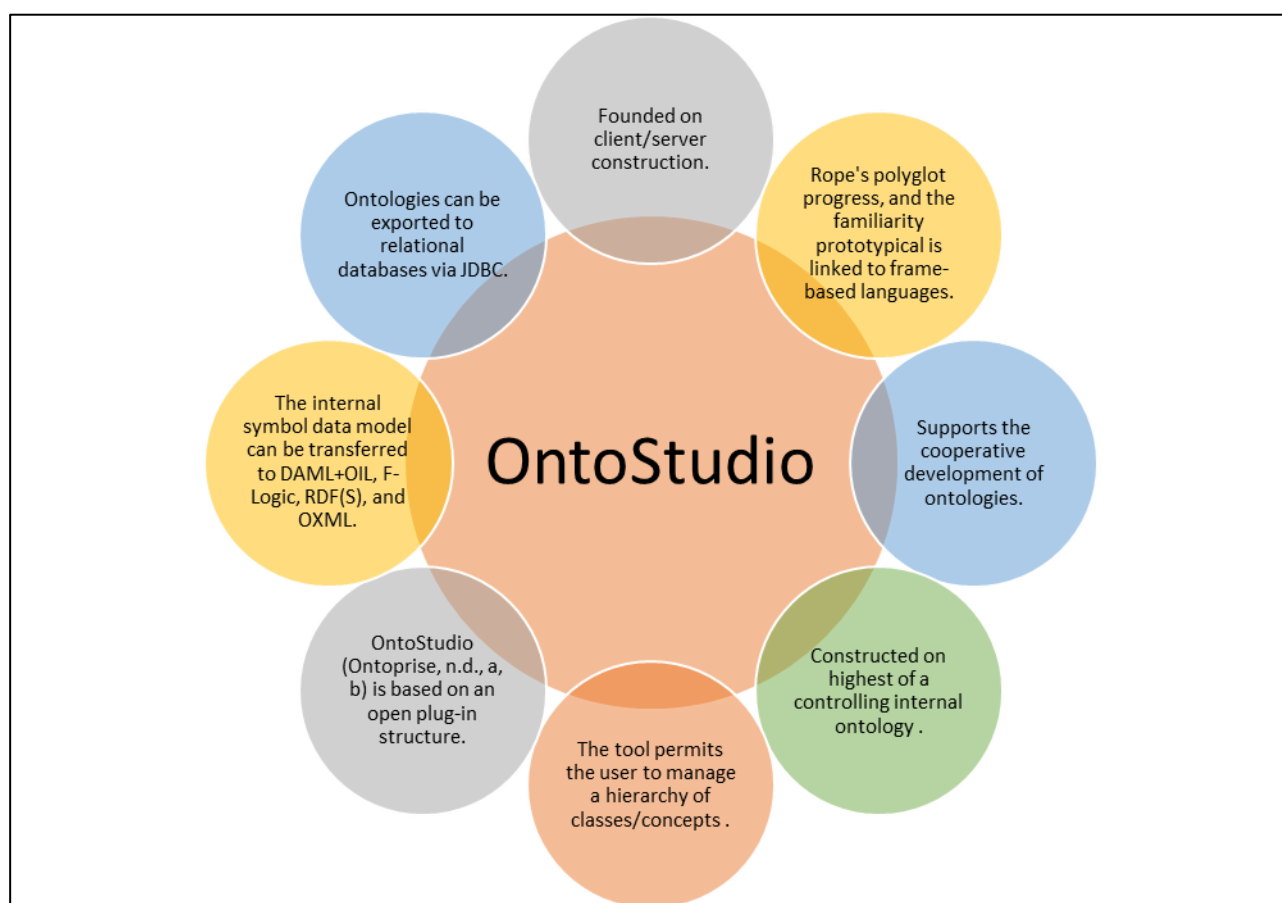 Founded on
client/server
construction.
Rope's polyglot
progress, and the
familiarity
prototypical is
linked to frame-
based languages.
Supports the
cooperative
development of
ontologies.
Constructed on
highest of a
controlling internal
ontology .
The tool permits
the user to manage
a hierarchy of
classes/concepts .
OntoStudio
(Ontoprise, n.d., a,
b) is based on an
open plug-in
structure.
The internal
symbol data model
can be transferred
to DAML+OIL, F-
Logic, RDF(S), and
OXML.
Ontologies can be
exported to
relational
databases via JDBC.
OntoStudio